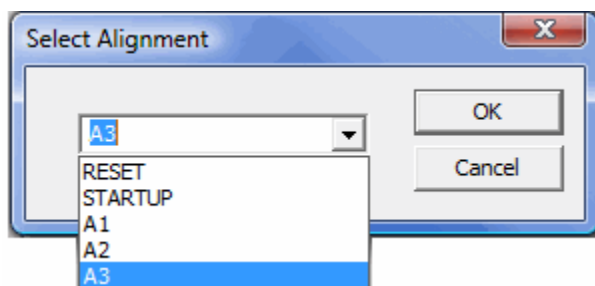 Select Alignment
A3
OK
Cancel
RESET
STARTUP
A1
A2
A3